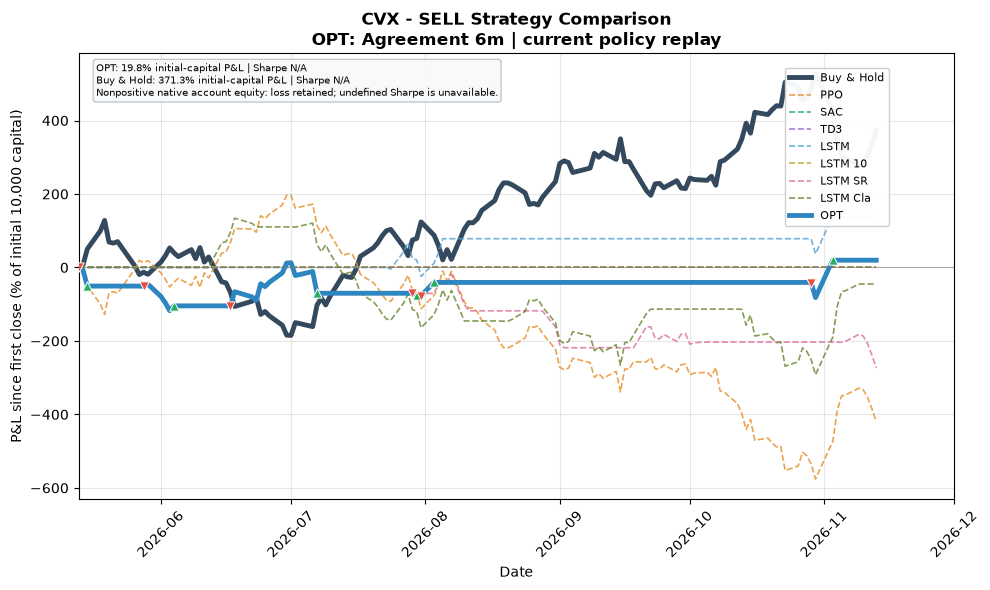 CVX - SELL Strategy Comparison
OPT: Agreement 6m | current policy replay
OPT: 19.8% initial-capital P&L | Sharpe N/A
Buy & Hold: 371.3% initial-capital P&L | Sharpe N/A
Nonpositive native account equity: loss retained; undefined Sharpe is unavailable.
Buy & Hold
PPO
SAC
TD3
LSTM
LSTM 10
LSTM SR
LSTM Cla
OPT
P&L since first close (% of initial 10,000 capital)
400
200
0
−200
−400
−600
2026-06
2026-07
2026-08
2026-09
2026-10
2026-11
2026-12
Date